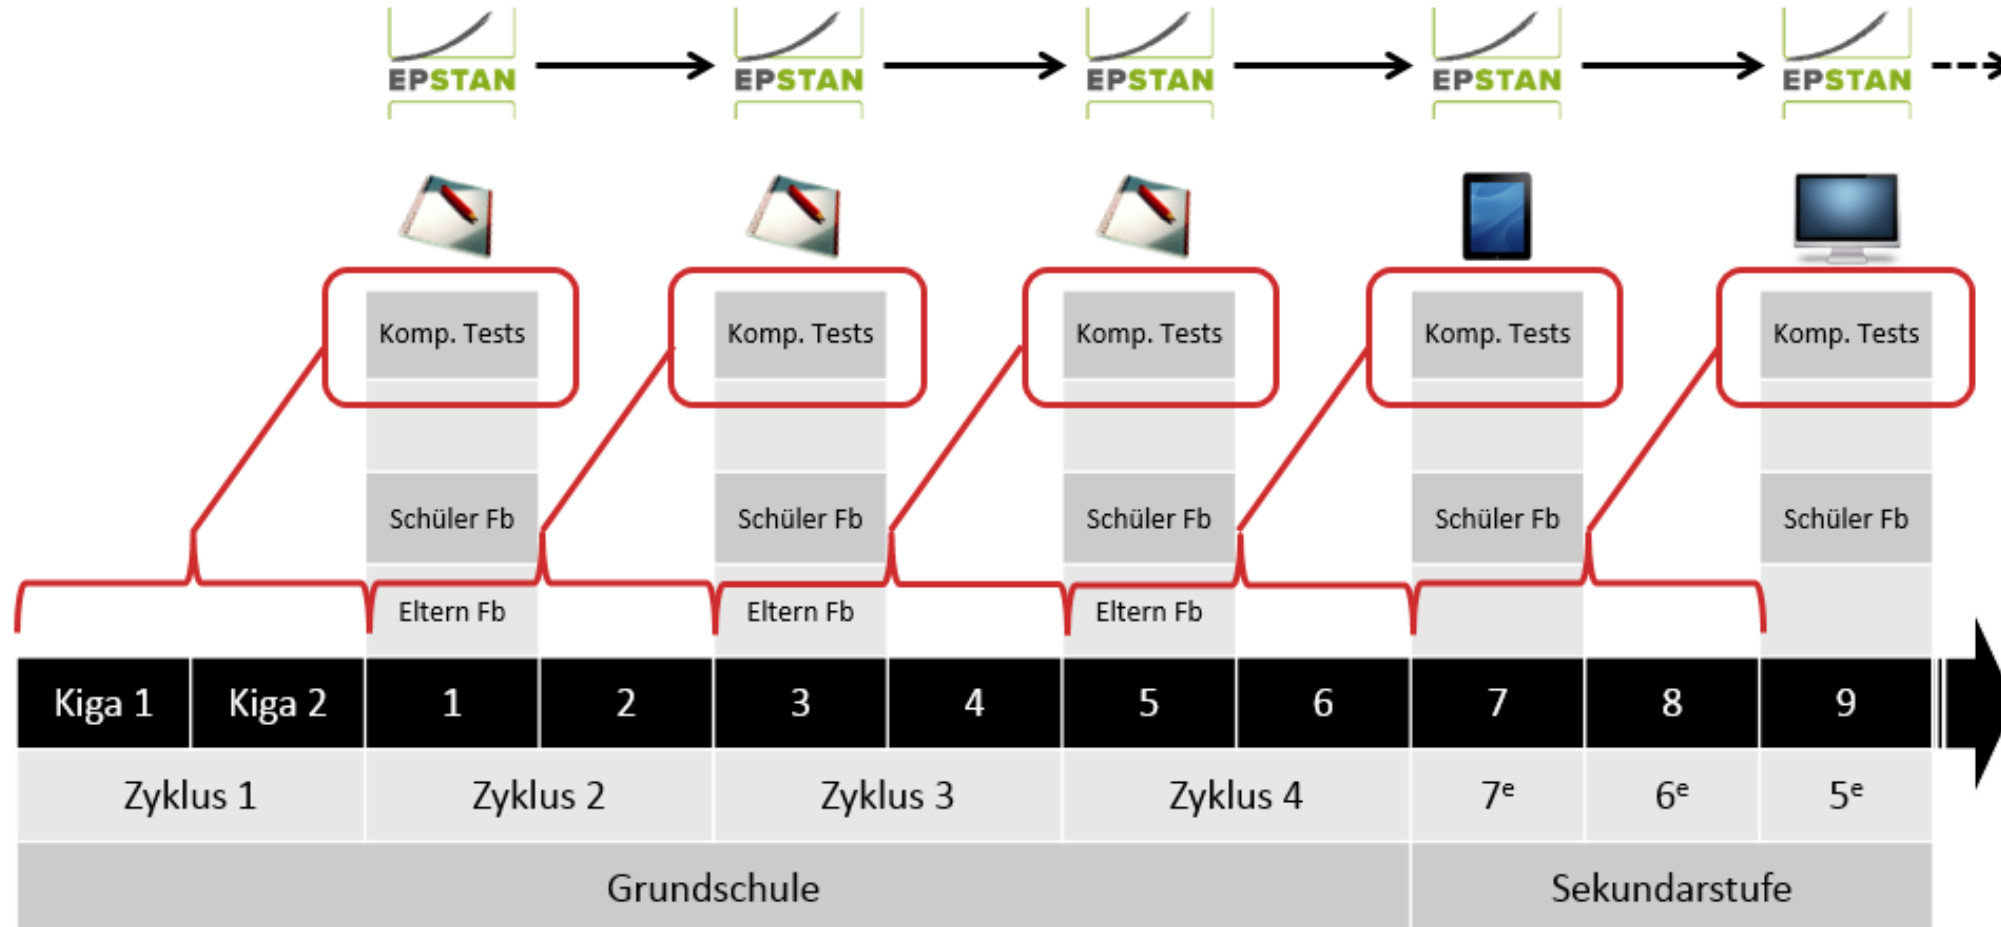 EPSTAN EPSTAN EPSTAN EPSTAN EPSTAN
Komp. Tests Komp. Tests Komp. Tests Komp. Tests Komp. Tests
Schüler Fb Schüler Fb Schüler Fb Schüler Fb Schüler Fb
Eltern Fb Eltern Fb Eltern Fb
Kiga 1 Kiga 2 1 2 3 4 5 6 7 8 9
Zyklus 1 Zyklus 2 Zyklus 3 Zyklus 4 7ᵉ 6ᵉ 5ᵉ
Grundschule Sekundarstufe